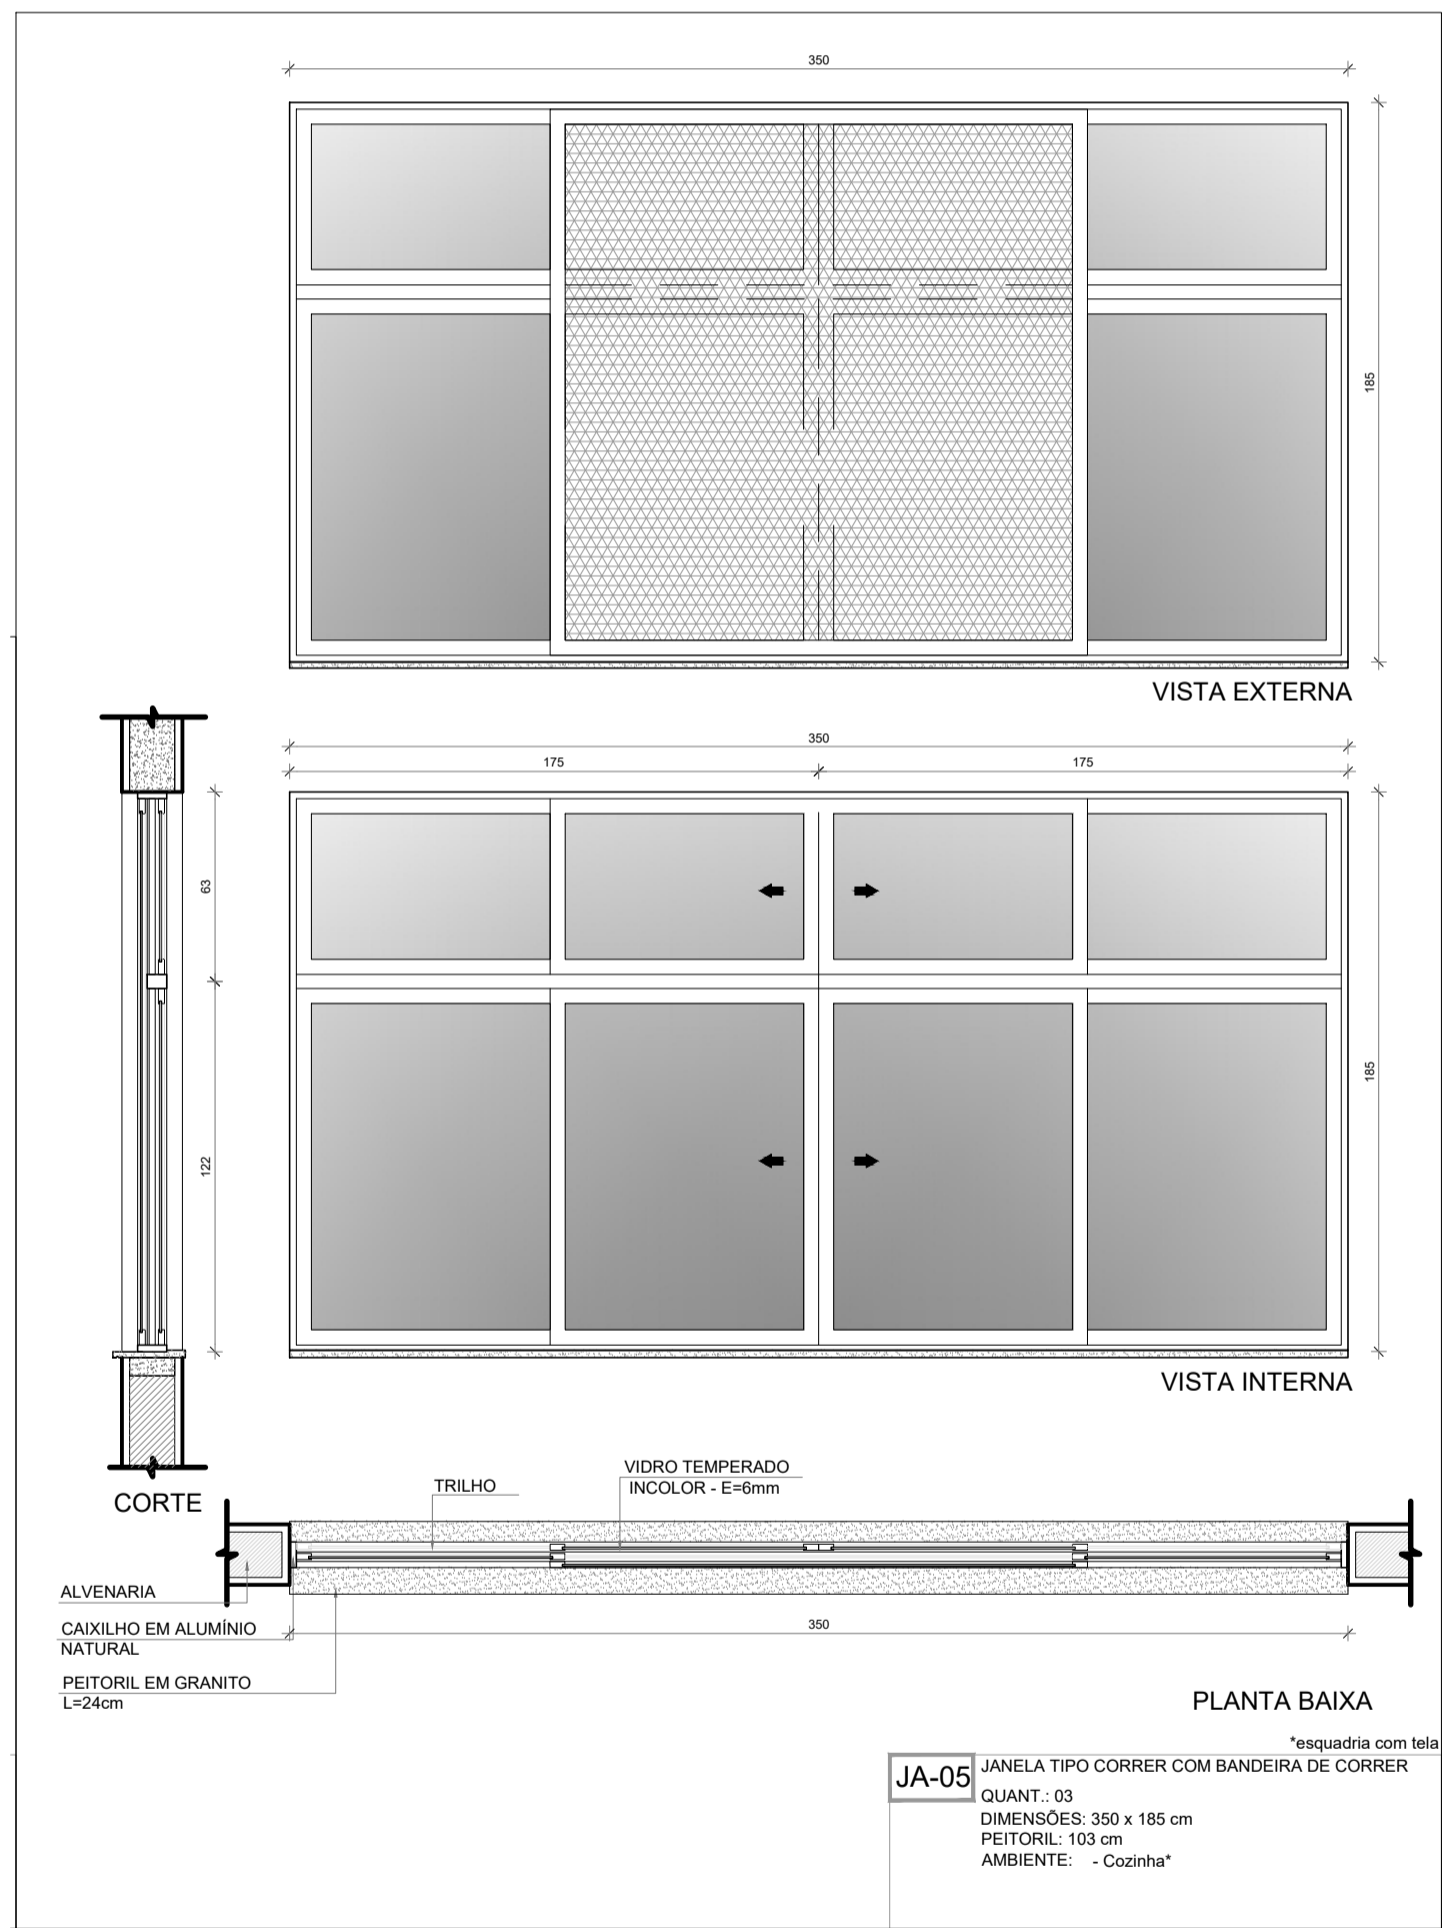 350
185
VISTA EXTERNA
350
175
175
63
122
185
VISTA INTERNA
CORTE
TRILHO
VIDRO TEMPERADO
INCOLOR - E=6mm
ALVENARIA
CAIXILHO EM ALUMÍNIO
NATURAL
PEITORIL EM GRANITO
L=24cm
350
PLANTA BAIXA
*esquadria com tela
JA-05
JANELA TIPO CORRER COM BANDEIRA DE CORRER
QUANT.: 03
DIMENSÕES: 350 x 185 cm
PEITORIL: 103 cm
AMBIENTE: - Cozinha*